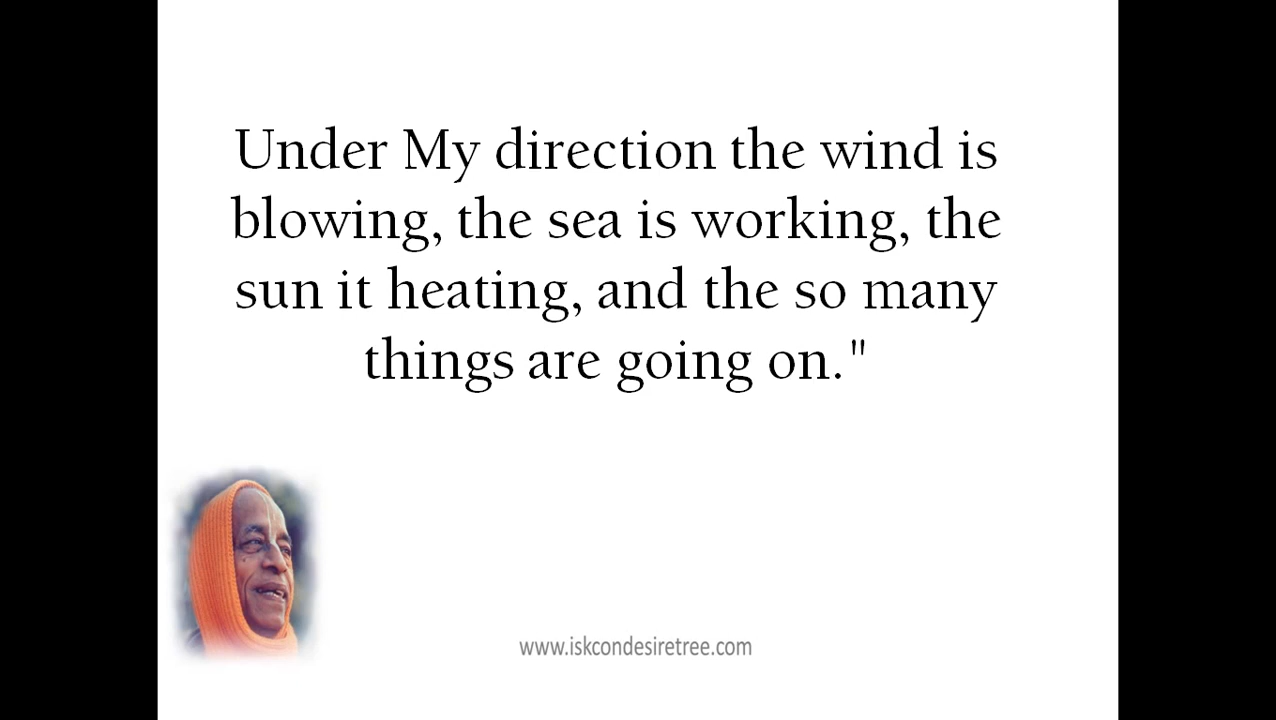 Under My direction the wind is
blowing, the sea is working, the
sun it heating, and the so many
things are going on."
www.iskcondesiretree.com